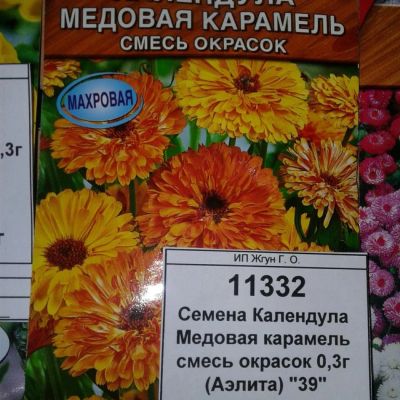 КАЛЕНДУЛА
МЕДОВАЯ КАРАМЕЛЬ
СМЕСЬ ОКРАСОК
МАХРОВАЯ
,3г
ИП Жгун Г. О.
11332
Семена Календула
Медовая карамель
смесь окрасок 0,3г
(Аэлита) "39"